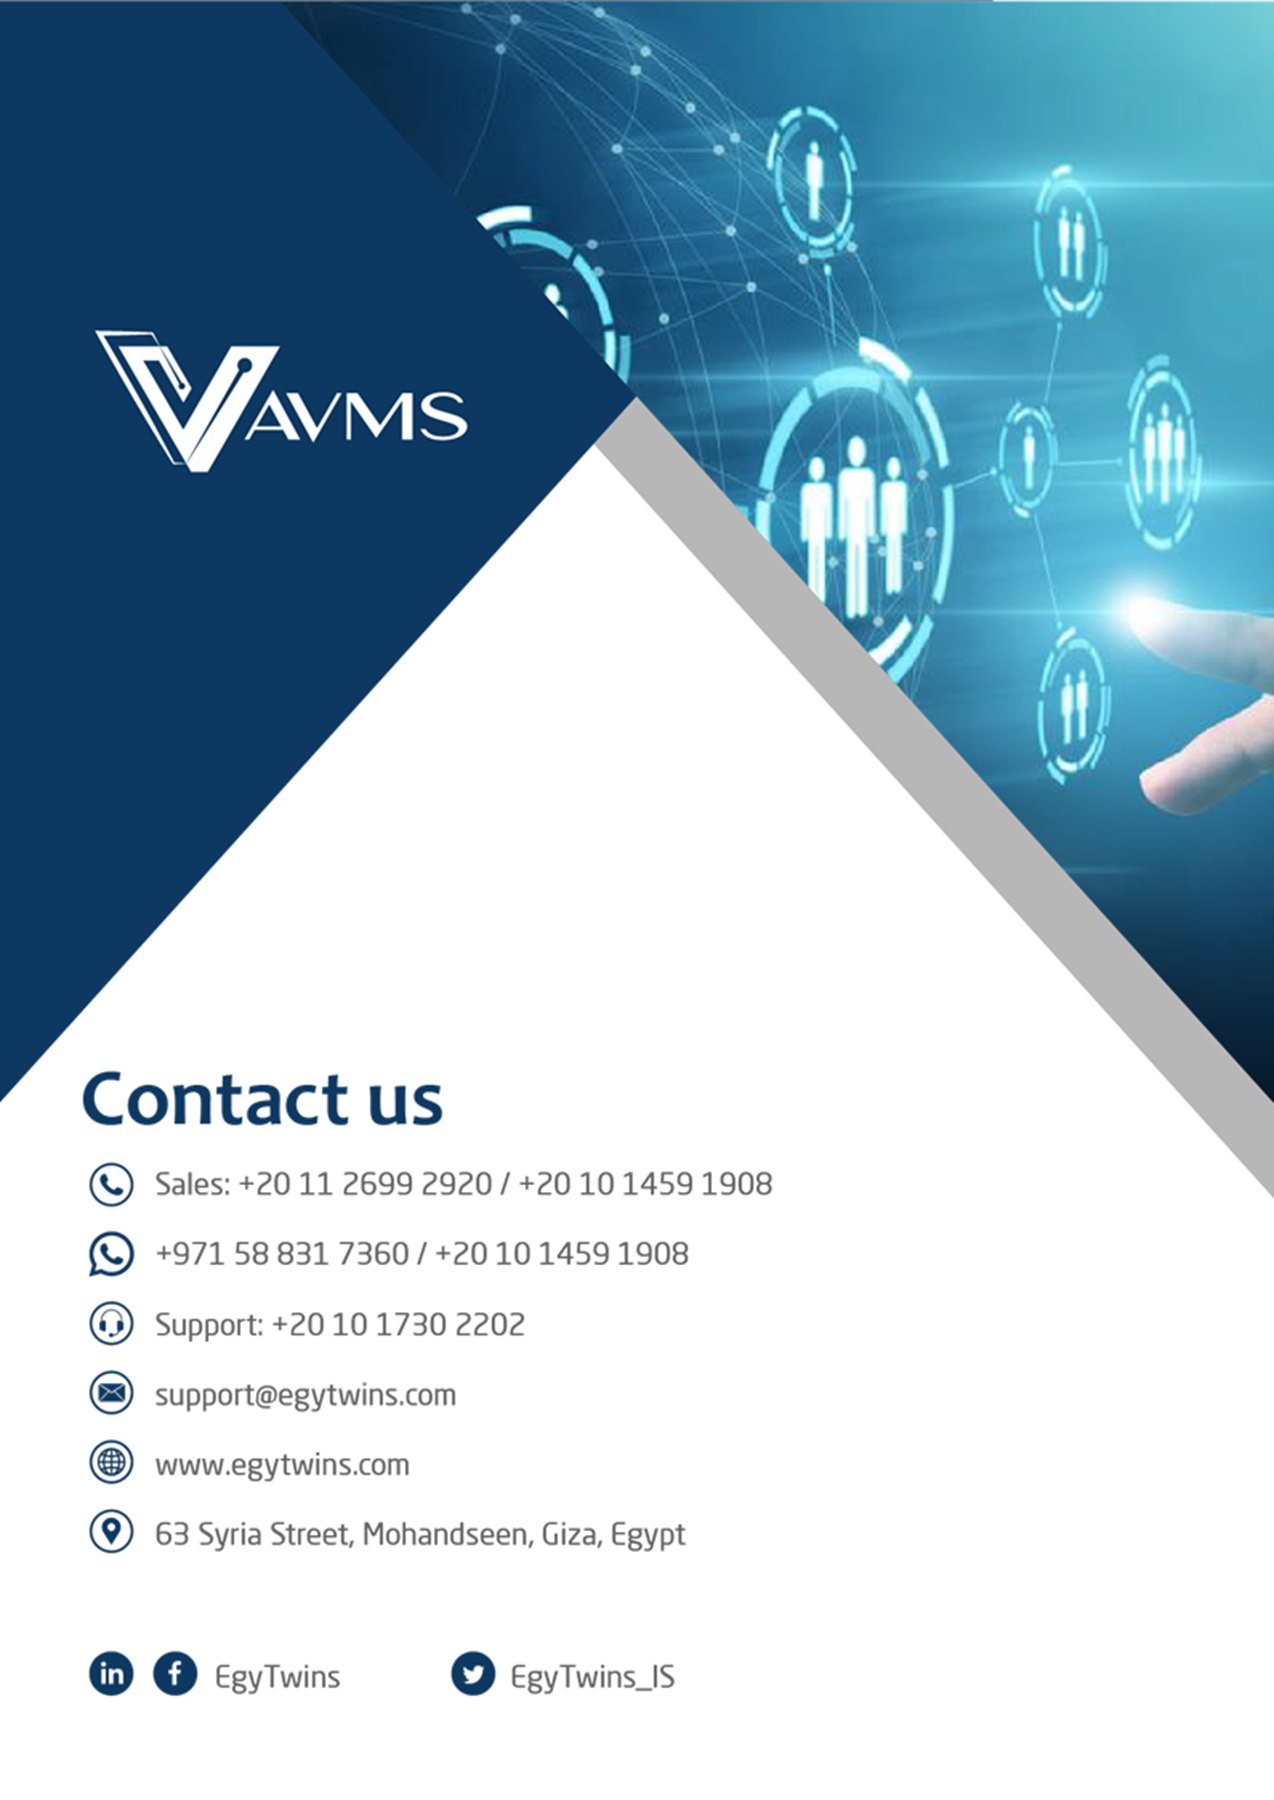 VAVMS
Contact us
Sales: +20 11 2699 2920 / +20 10 1459 1908
+971 58 831 7360 / +20 10 1459 1908
Support: +20 10 1730 2202
support@egytwins.com
www.egytwins.com
63 Syria Street, Mohandseen, Giza, Egypt
in f EgyTwins EgyTwins_IS